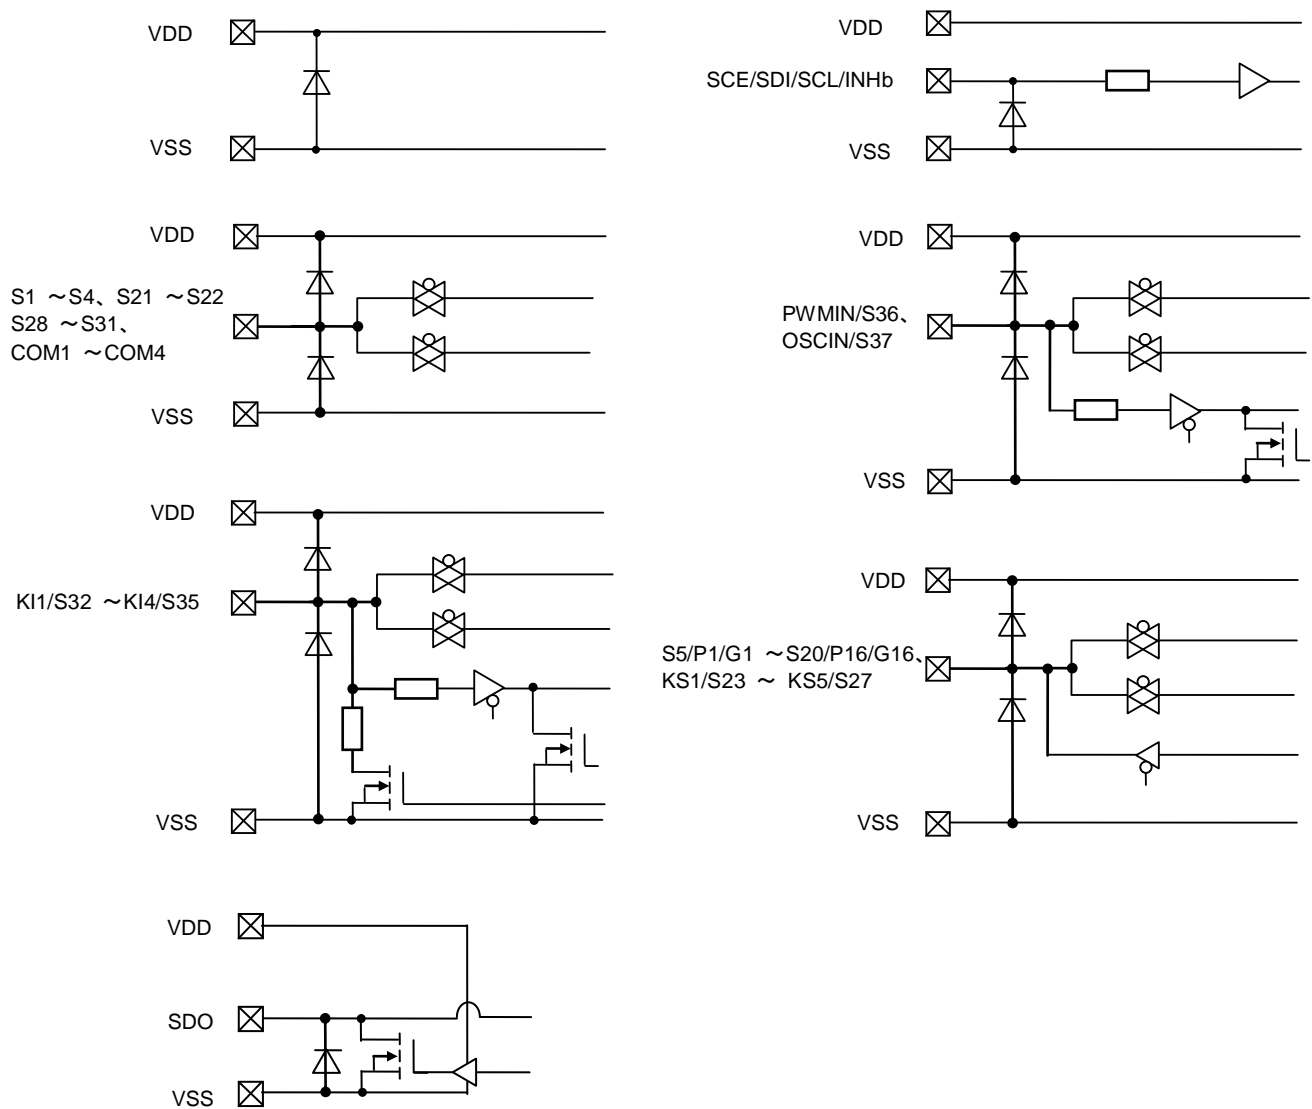 VDD
VSS
VDD
SCE/SDI/SCL/INHb
VSS
VDD
S1 ～S4、S21 ～S22
S28 ～S31、
COM1 ～COM4
VSS
VDD
PWMIN/S36、
OSCIN/S37
VSS
VDD
KI1/S32 ～KI4/S35
VSS
VDD
S5/P1/G1 ～S20/P16/G16、
KS1/S23 ～ KS5/S27
VSS
VDD
SDO
VSS